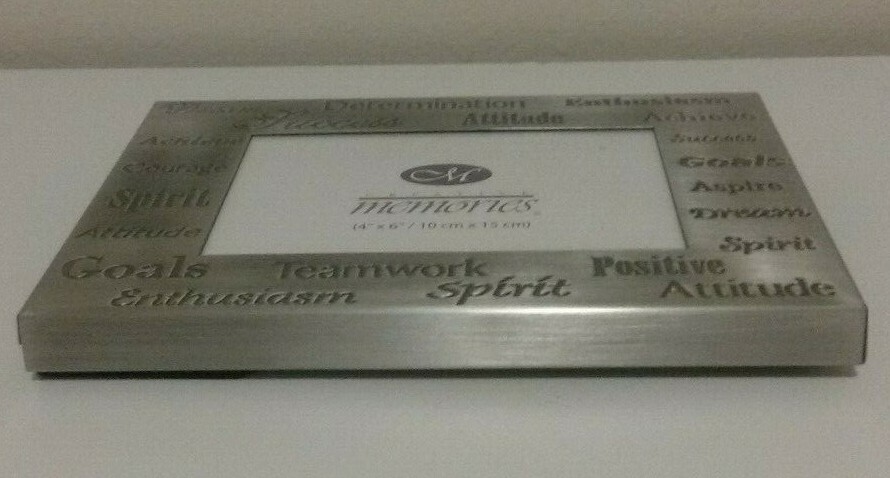 Determination Enthusiasm
Success Attitude Achieve
Achieve
Success
Courage
Goals
Spirit
Aspire
Attitude
Dream
Spirit
M
memories
(4" x 6" / 10 cm x 15 cm)
Goals Teamwork Positive
Enthusiasm Spirit Attitude